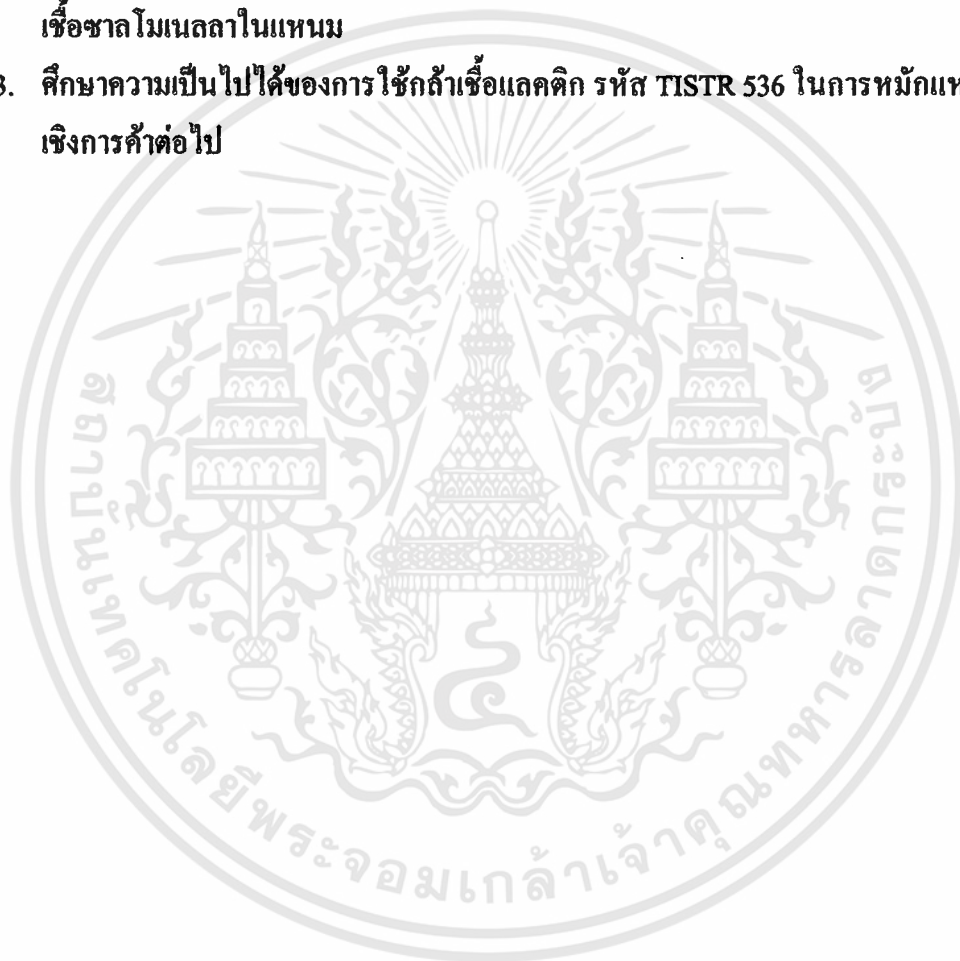 เชื้อซาลโมเนลลาในแหนม
3. ศึกษาความเป็นไปได้ของการใช้กล้าเชื้อแลคติก รหัส TISTR 536 ในการหมักแห
เชิงการค้าต่อไป
๔
สถาบันเทคโนโลยีพระจอมเกล้าเจ้าคุณทหารลาดกระบัง